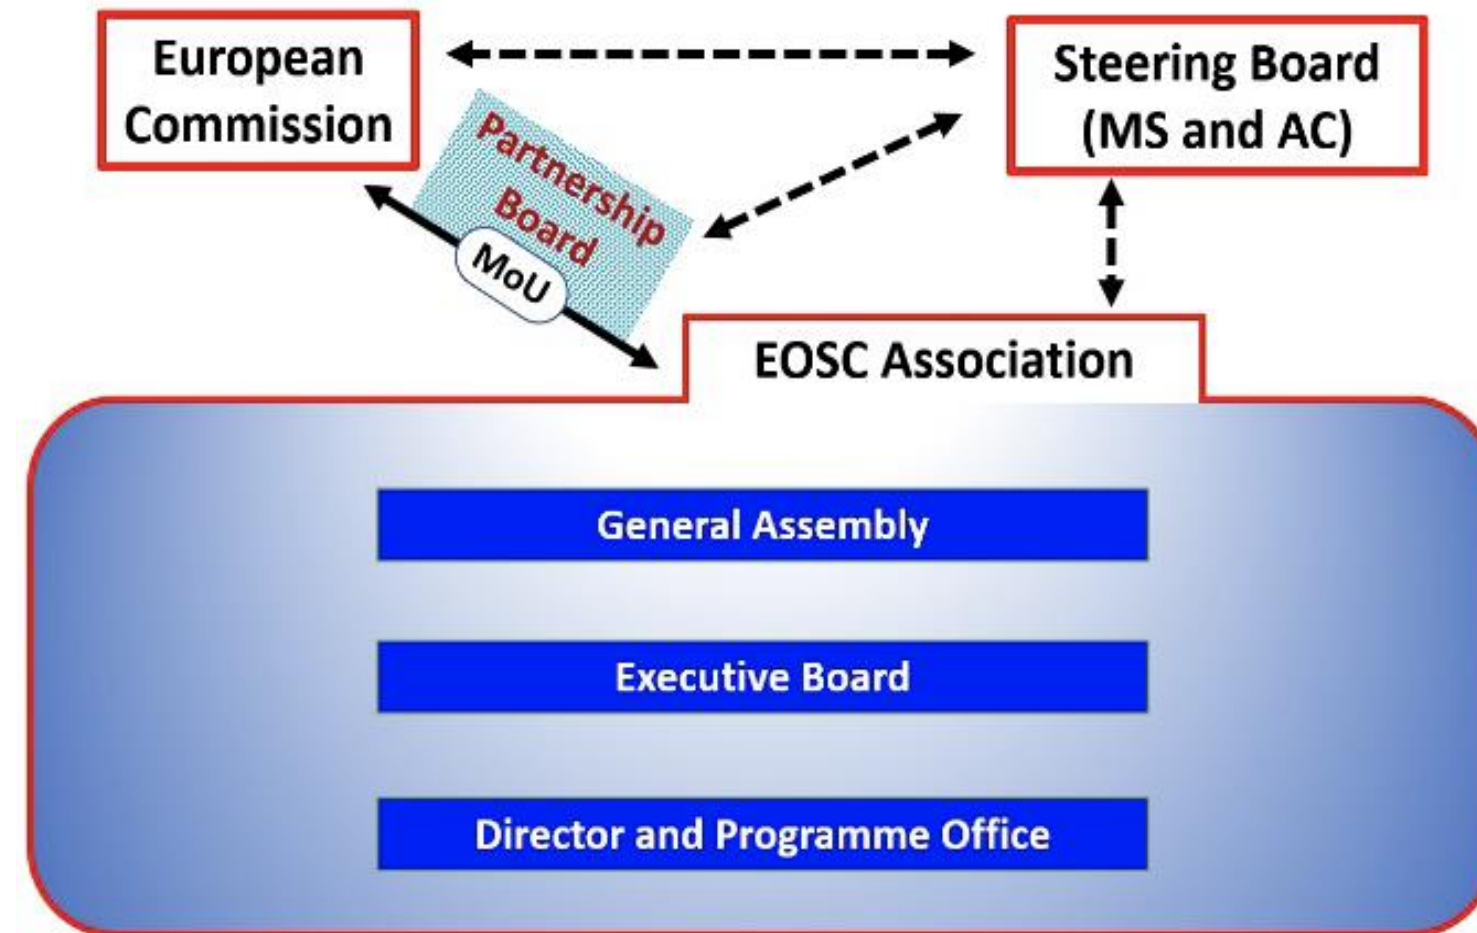 European
Commission
Steering Board
(MS and AC)
Partnership
Board
MoU
EOSC Association
General Assembly
Executive Board
Director and Programme Office